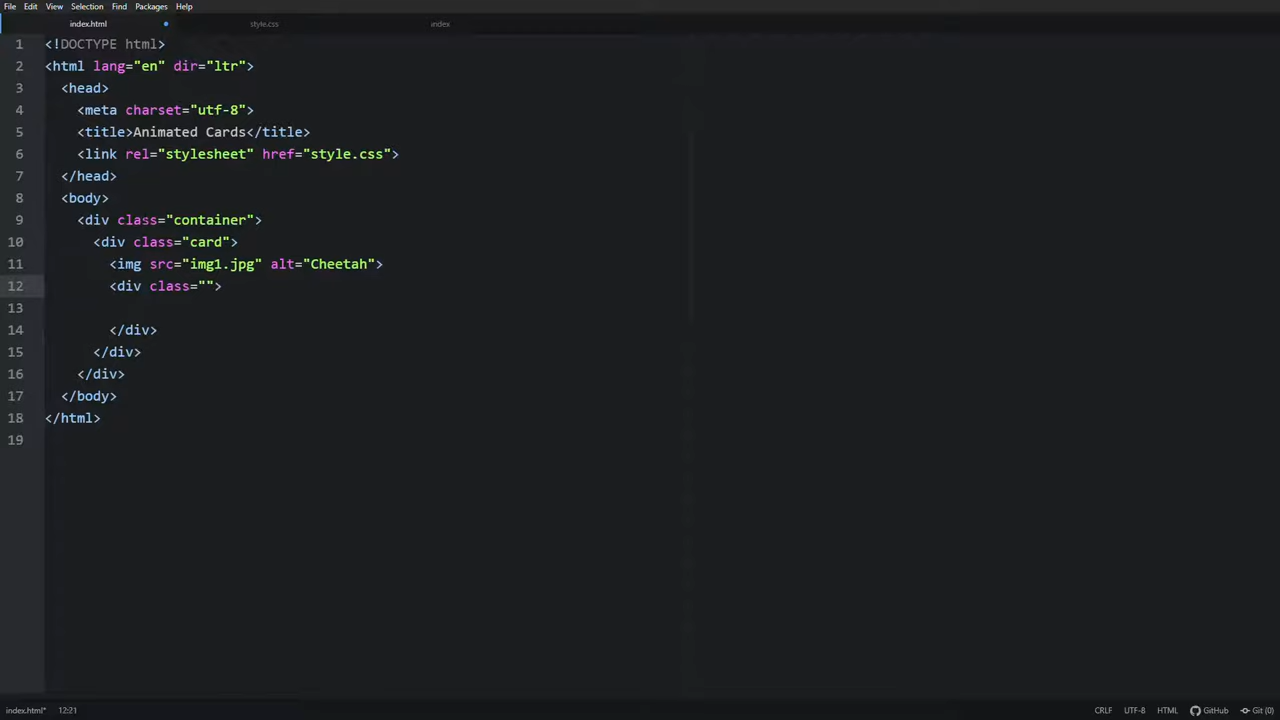 File Edit View Selection Find Packages Help
index.html style.css index
1 <!DOCTYPE html>
2 <html lang="en" dir="ltr">
3 <head>
4 <meta charset="utf-8">
5 <title>Animated Cards</title>
6 <link rel="stylesheet" href="style.css">
7 </head>
8 <body>
9 <div class="container">
10 <div class="card">
11 <img src="img1.jpg" alt="Cheetah">
12 <div class="">
13
14 </div>
15 </div>
16 </div>
17 </body>
18 </html>
19
index.html* 12:21 CRLF UTF-8 HTML GitHub Git (0)